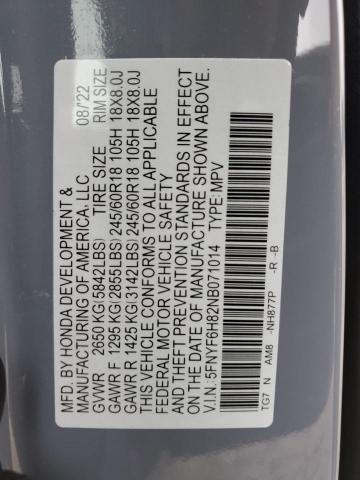 MFD. BY HONDA DEVELOPMENT &
MANUFACTURING OF AMERICA, LLC 08/22
GVWR 2650 KG(5842LBS) TIRE SIZE RIM SIZE
GAWR F 1295 KG(2855LBS) 245/60R18 105H 18X8.0J
GAWR R 1425 KG(3142LBS) 245/60R18 105H 18X8.0J
THIS VEHICLE CONFORMS TO ALL APPLICABLE
FEDERAL MOTOR VEHICLE SAFETY
AND THEFT PREVENTION STANDARDS IN EFFECT
ON THE DATE OF MANUFACTURE SHOWN ABOVE.
V.I.N.: 5FNYF6H82NB071014 TYPE: MPV
TG7 N AM8 -NH877P -R -B